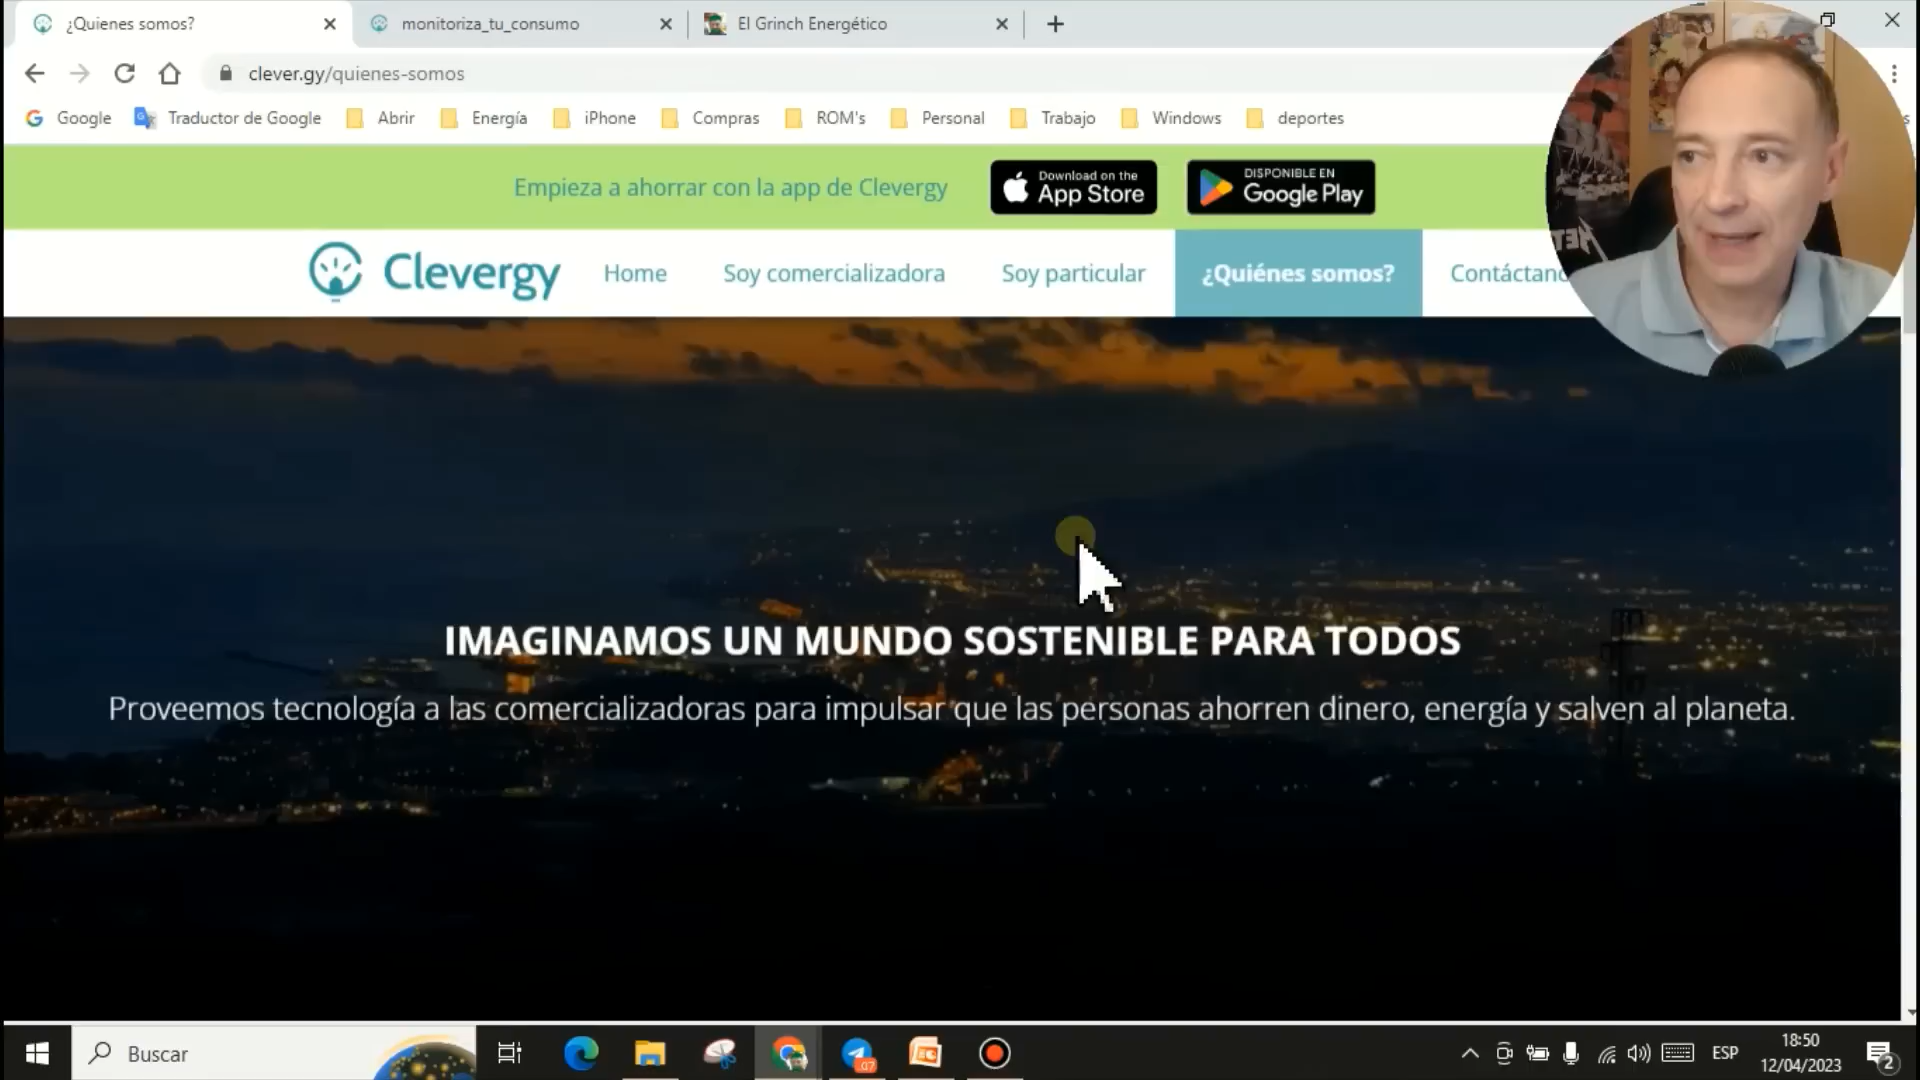 ¿Quienes somos?
monitoriza_tu_consumo
El Grinch Energético
clever.gy/quienes-somos
Google
Traductor de Google
Abrir
Energía
iPhone
Compras
ROM's
Personal
Trabajo
Windows
deportes
Empieza a ahorrar con la app de Clevergy
Download on the
App Store
DISPONIBLE EN
Google Play
Clevergy
Home
Soy comercializadora
Soy particular
¿Quiénes somos?
Contáctano
IMAGINAMOS UN MUNDO SOSTENIBLE PARA TODOS
Proveemos tecnología a las comercializadoras para impulsar que las personas ahorren dinero, energía y salven al planeta.
Buscar
07
ESP
18:50
12/04/2023
2